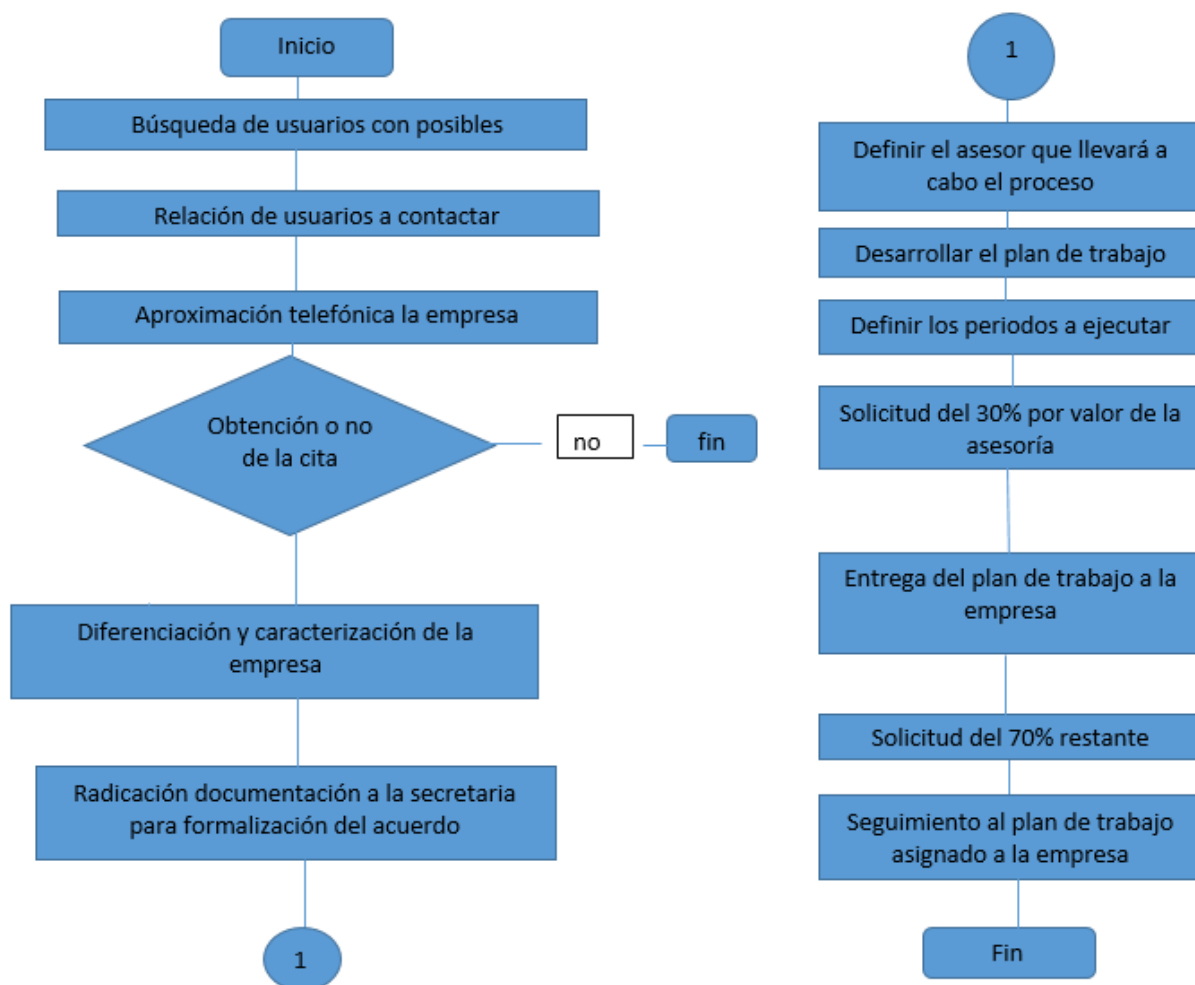 Inicio
Búsqueda de usuarios con posibles
Relación de usuarios a contactar
Aproximación telefónica la empresa
Obtención o no
de la cita
no
fin
Diferenciación y caracterización de la
empresa
Radicación documentación a la secretaria
para formalización del acuerdo
1
1
Definir el asesor que llevará a
cabo el proceso
Desarrollar el plan de trabajo
Definir los periodos a ejecutar
Solicitud del 30% por valor de la
asesoría
Entrega del plan de trabajo a la
empresa
Solicitud del 70% restante
Seguimiento al plan de trabajo
asignado a la empresa
Fin